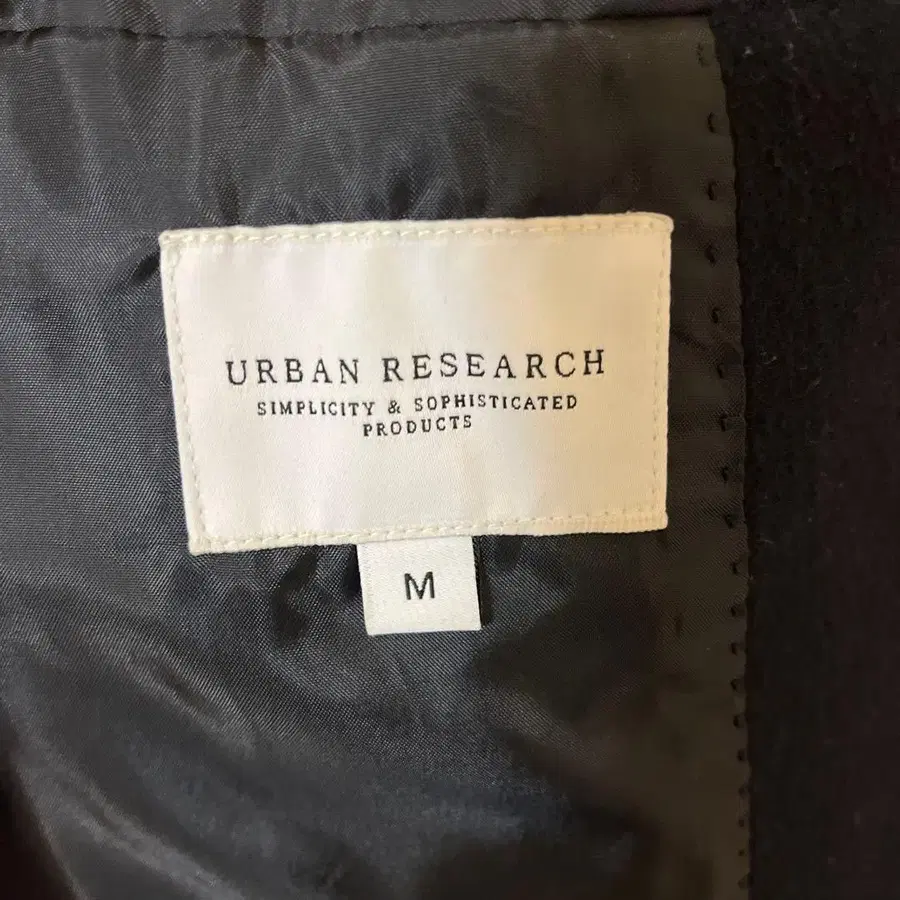 URBAN RESEARCH
SIMPLICITY & SOPHISTICATED
PRODUCTS
M